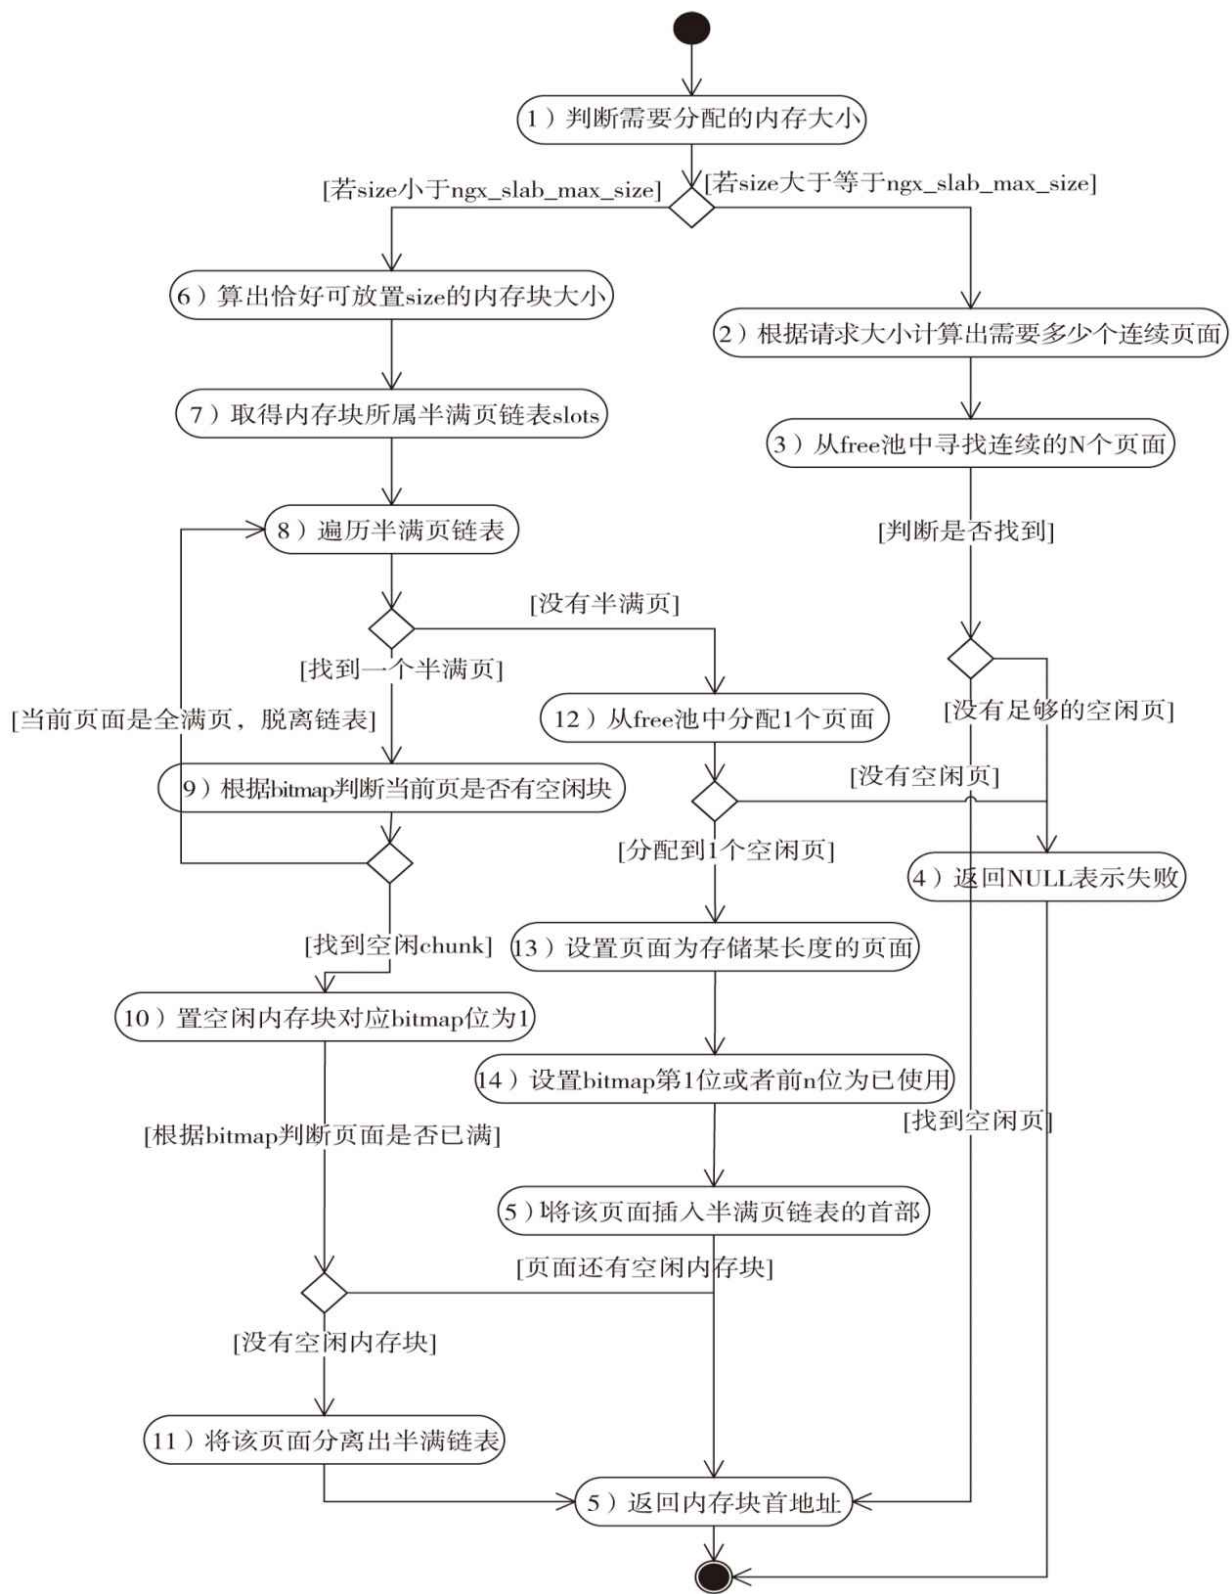 1）判断需要分配的内存大小
[若size小于ngx_slab_max_size]
[若size大于等于ngx_slab_max_size]
6）算出恰好可放置size的内存块大小
2）根据请求大小计算出需要多少个连续页面
7）取得内存块所属半满页链表slots
3）从free池中寻找连续的N个页面
8）遍历半满页链表
[判断是否找到]
[没有半满页]
[找到一个半满页]
[当前页面是全满页，脱离链表]
12）从free池中分配1个页面
[没有足够的空闲页]
9）根据bitmap判断当前页是否有空闲块
[没有空闲页]
[分配到1个空闲页]
4）返回NULL表示失败
[找到空闲chunk]
13）设置页面为存储某长度的页面
10）置空闲内存块对应bitmap位为1
14）设置bitmap第1位或者前n位为已使用
[找到空闲页]
[根据bitmap判断页面是否已满]
5）将该页面插入半满页链表的首部
[页面还有空闲内存块]
[没有空闲内存块]
11）将该页面分离出半满链表
5）返回内存块首地址